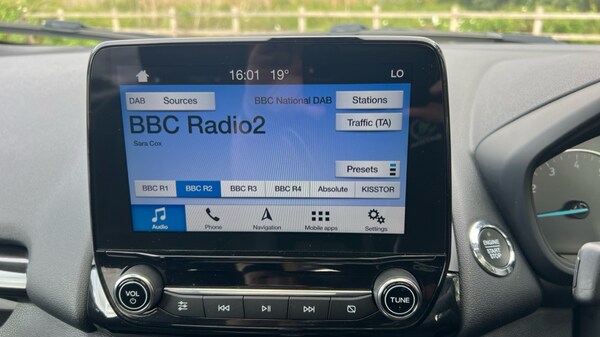 16:01 19° LO
DAB Sources BBC National DAB Stations
BBC Radio2 Traffic (TA)
Sara Cox
Presets
BBC R1 BBC R2 BBC R3 BBC R4 Absolute KISSTOR
Audio Phone Navigation Mobile apps Settings
VOL TUNE
ENGINE
START
STOP